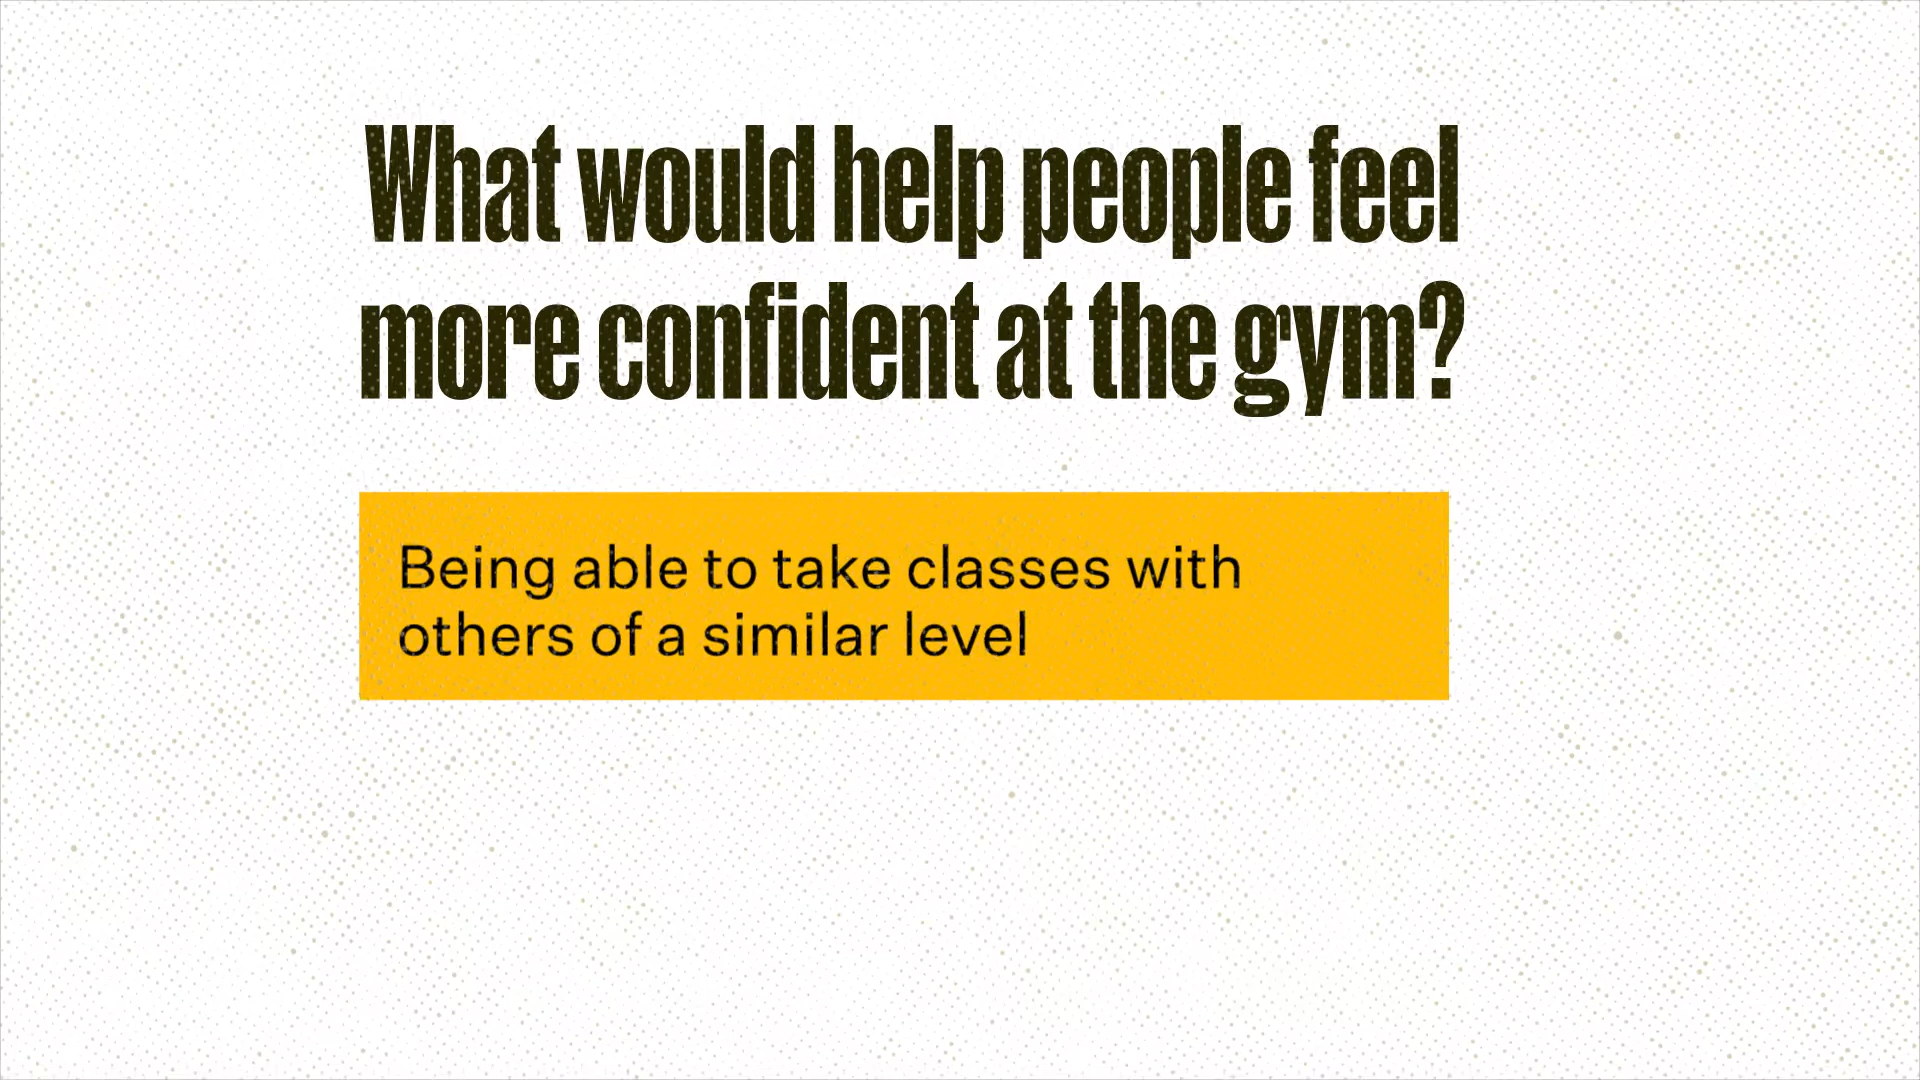 What would help people feel
more confident at the gym?
Being able to take classes with
others of a similar level